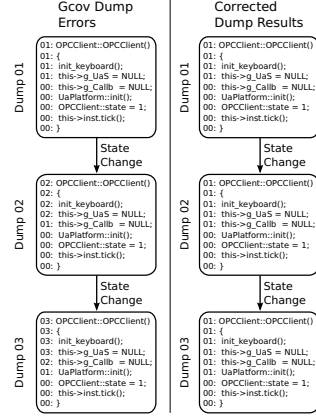 Gcov Dump
Errors
Dump 01
01: OPCClient::OPCClient()
01: {
01: init_keyboard();
01: this->g_UaS = NULL;
00: this->g_Callb = NULL;
00: UaPlatform::init();
00: OPCClient::state = 1;
00: this->inst.tick();
00: }
State
Change
Dump 02
02: OPCClient::OPCClient()
02: {
02: init_keyboard();
02: this->g_UaS = NULL;
01: this->g_Callb = NULL;
00: UaPlatform::init();
00: OPCClient::state = 1;
00: this->inst.tick();
00: }
State
Change
Dump 03
03: OPCClient::OPCClient()
03: {
03: init_keyboard();
03: this->g_UaS = NULL;
02: this->g_Callb = NULL;
01: UaPlatform::init();
00: OPCClient::state = 1;
00: this->inst.tick();
00: }
Corrected
Dump Results
Dump 01
01: OPCClient::OPCClient()
01: {
01: init_keyboard();
01: this->g_UaS = NULL;
00: this->g_Callb = NULL;
00: UaPlatform::init();
00: OPCClient::state = 1;
00: this->inst.tick();
00: }
State
Change
Dump 02
01: OPCClient::OPCClient()
01: {
01: init_keyboard();
01: this->g_UaS = NULL;
01: this->g_Callb = NULL;
00: UaPlatform::init();
00: OPCClient::state = 1;
00: this->inst.tick();
00: }
State
Change
Dump 03
01: OPCClient::OPCClient()
01: {
01: init_keyboard();
01: this->g_UaS = NULL;
01: this->g_Callb = NULL;
01: UaPlatform::init();
00: OPCClient::state = 1;
00: this->inst.tick();
00: }